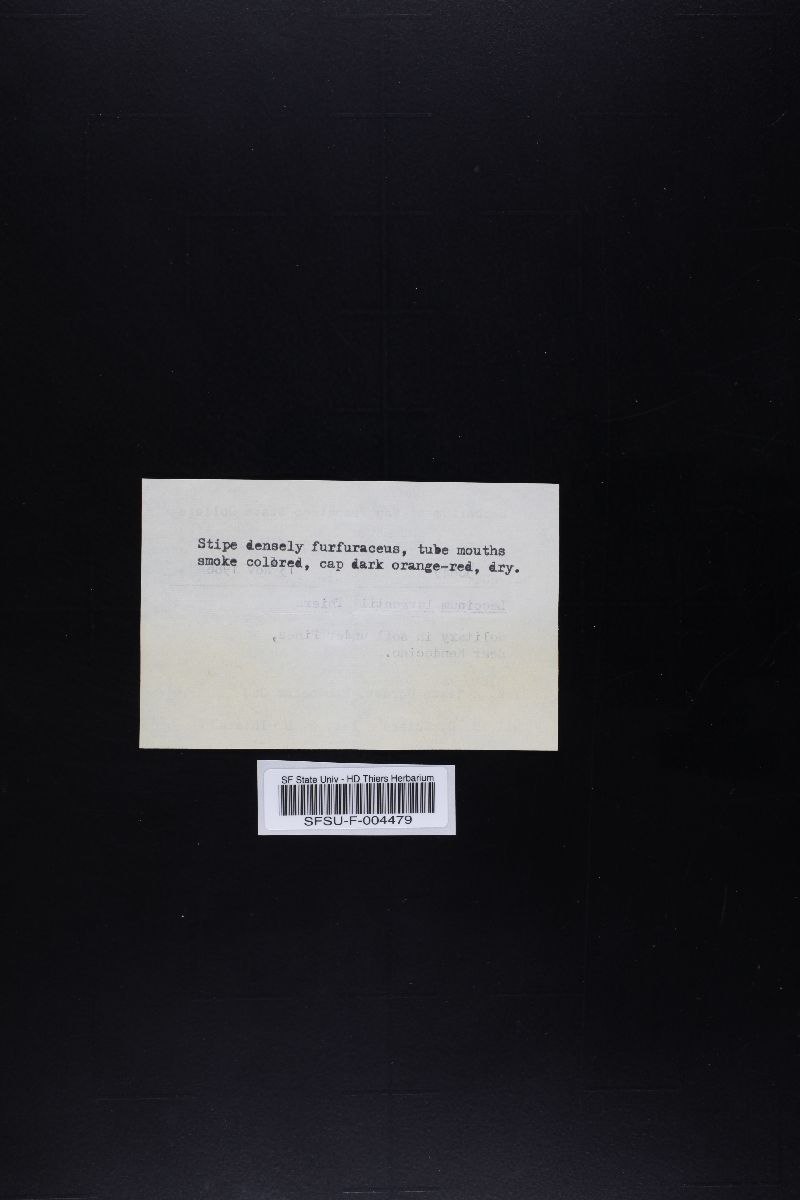 Stipe densely furfuraceus, tube mouths
smoke colored, cap dark orange-red, dry.
SF State Univ - HD Thiers Herbarium
SFSU-F-004479